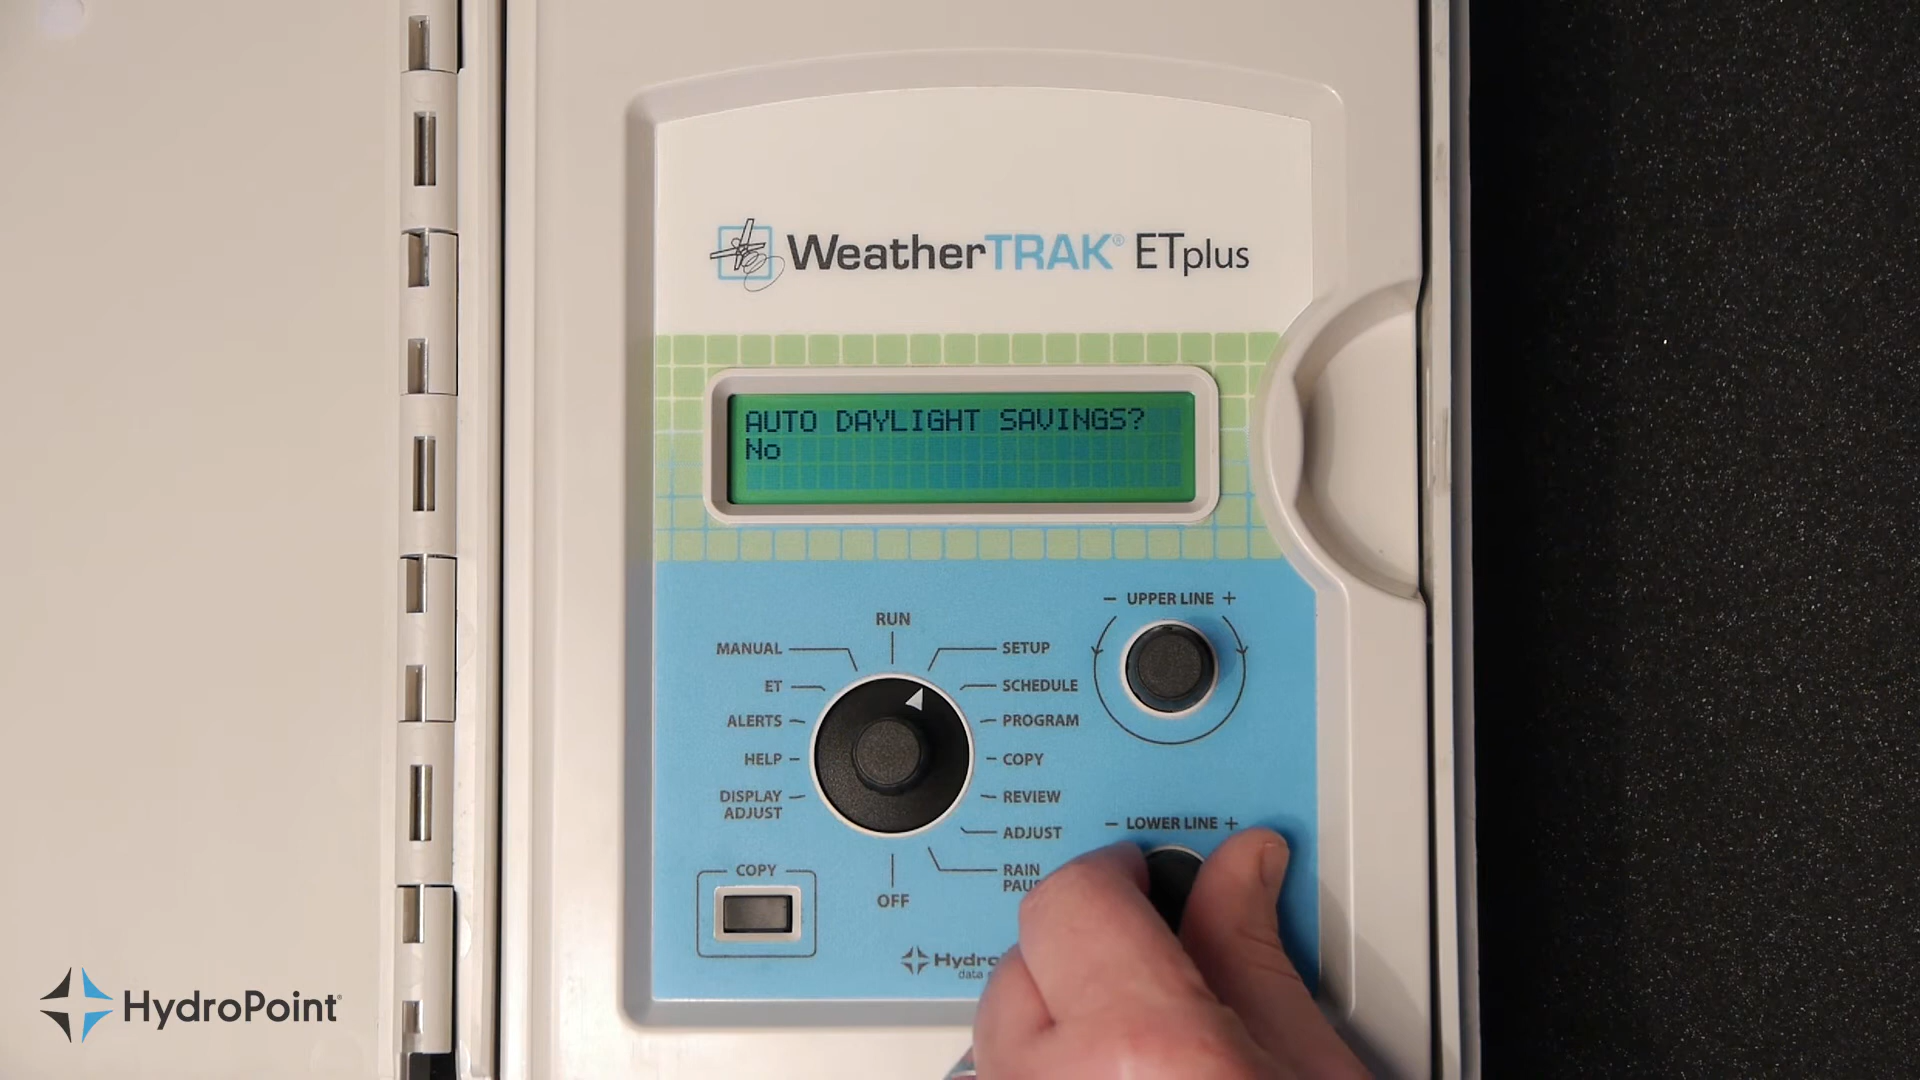 WeatherTRAK® ETplus
AUTO DAYLIGHT SAVINGS?
No
− UPPER LINE +
RUN
MANUAL
SETUP
ET
SCHEDULE
ALERTS
PROGRAM
HELP
COPY
DISPLAY
ADJUST
REVIEW
− LOWER LINE +
ADJUST
COPY
RAIN
OFF
data
HydroPoint